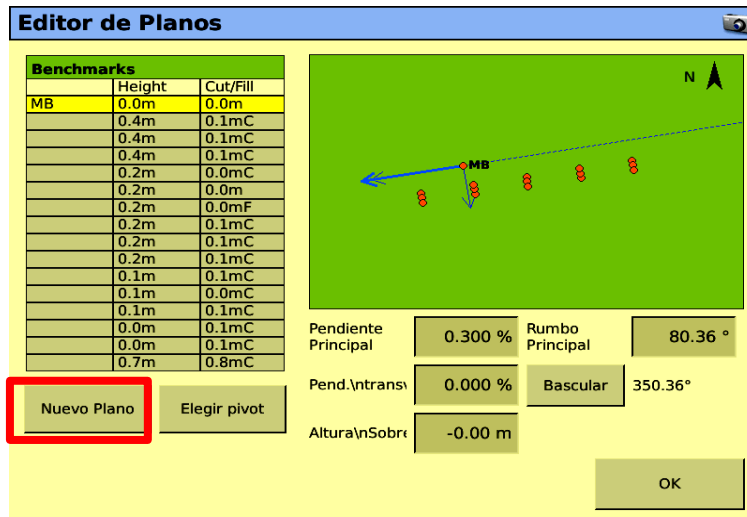 Editor de Planos
Benchmarks
Height Cut/Fill
MB 0.0m 0.0m
0.4m 0.1mC
0.4m 0.1mC
0.4m 0.1mC
0.2m 0.0mC
0.2m 0.0m
0.2m 0.0mF
0.2m 0.1mC
0.2m 0.1mC
0.2m 0.1mC
0.1m 0.1mC
0.1m 0.0mC
0.1m 0.1mC
0.0m 0.1mC
0.0m 0.1mC
0.7m 0.8mC
Nuevo Plano
Elegir pivot
N
MB
Pendiente
Principal
0.300 %
Rumbo
Principal
80.36 °
Pend.\ntransv
0.000 %
Bascular
350.36°
Altura\nSobre
-0.00 m
OK